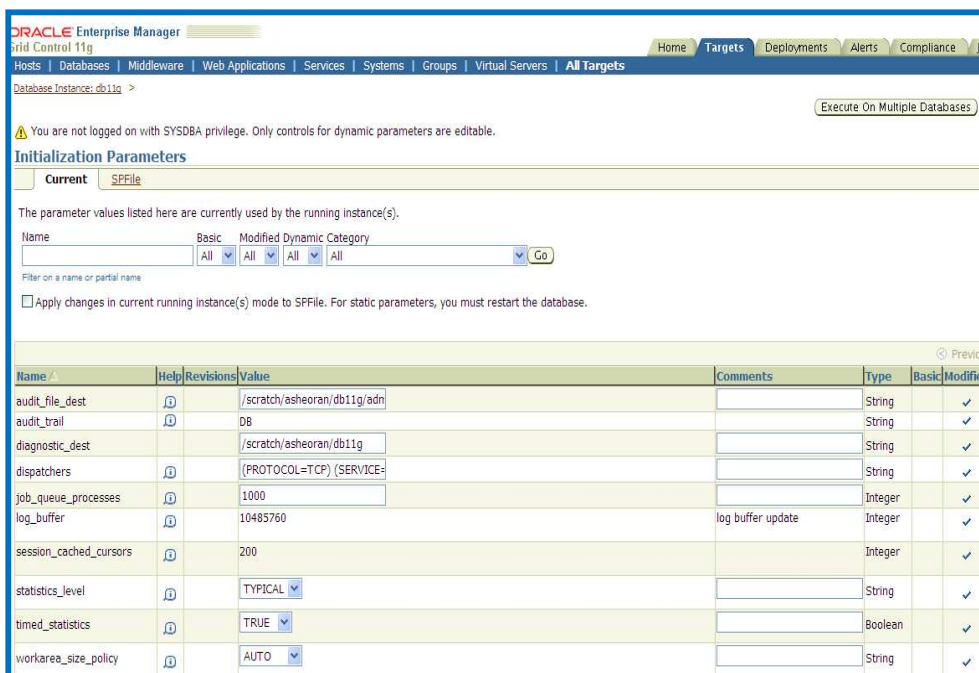 ORACLE Enterprise Manager
Grid Control 11g
Home Targets Deployments Alerts Compliance
Hosts | Databases | Middleware | Web Applications | Services | Systems | Groups | Virtual Servers | All Targets
Database Instance: db11g >
Execute On Multiple Databases
You are not logged on with SYSDBA privilege. Only controls for dynamic parameters are editable.
Initialization Parameters
Current SPFile
The parameter values listed here are currently used by the running instance(s).
Name Basic Modified Dynamic Category
All All All All Go
Filter on a name or partial name
Apply changes in current running instance(s) mode to SPFile. For static parameters, you must restart the database.
Previo
Name Help Revisions Value Comments Type Basic Modifie
audit_file_dest /scratch/asheoran/db11g/adn String
audit_trail DB String
diagnostic_dest /scratch/asheoran/db11g String
dispatchers (PROTOCOL=TCP) (SERVICE= String
job_queue_processes 1000 Integer
log_buffer 10485760 log buffer update Integer
session_cached_cursors 200 Integer
statistics_level TYPICAL String
timed_statistics TRUE Boolean
workarea_size_policy AUTO String